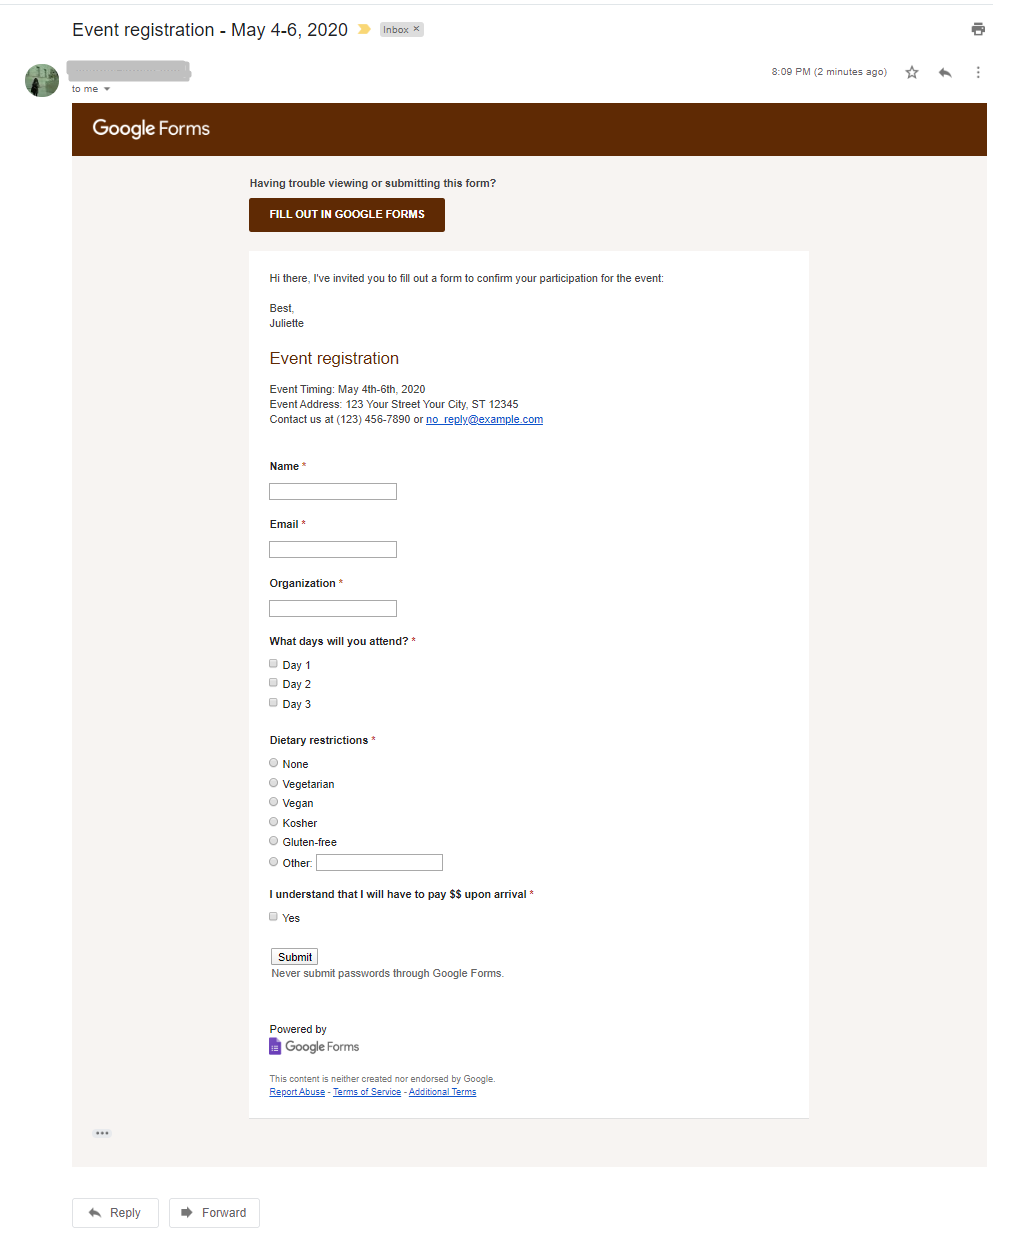 Event registration - May 4-6, 2020 Inbox ×
8:09 PM (2 minutes ago)
to me
Google Forms
Having trouble viewing or submitting this form?
FILL OUT IN GOOGLE FORMS
Hi there, I've invited you to fill out a form to confirm your participation for the event:
Best,
Juliette
Event registration
Event Timing: May 4th-6th, 2020
Event Address: 123 Your Street Your City, ST 12345
Contact us at (123) 456-7890 or no_reply@example.com
Name *
Email *
Organization *
What days will you attend? *
Day 1
Day 2
Day 3
Dietary restrictions *
None
Vegetarian
Vegan
Kosher
Gluten-free
Other:
I understand that I will have to pay $$ upon arrival *
Yes
Submit
Never submit passwords through Google Forms.
Powered by
Google Forms
This content is neither created nor endorsed by Google.
Report Abuse - Terms of Service - Additional Terms
Reply Forward